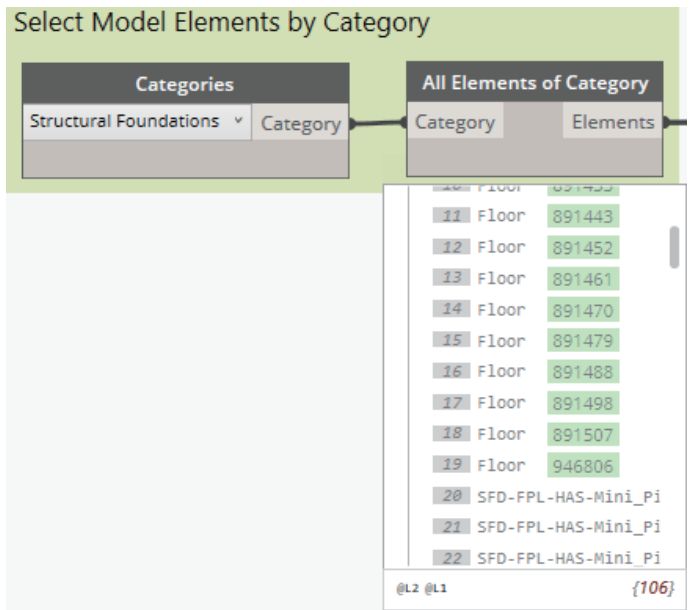 Select Model Elements by Category
Categories
Structural Foundations Category
All Elements of Category
Category Elements
10 Floor 891433
11 Floor 891443
12 Floor 891452
13 Floor 891461
14 Floor 891470
15 Floor 891479
16 Floor 891488
17 Floor 891498
18 Floor 891507
19 Floor 946806
20 SFD-FPL-HAS-Mini_Pi
21 SFD-FPL-HAS-Mini_Pi
22 SFD-FPL-HAS-Mini_Pi
@L2 @L1 {106}